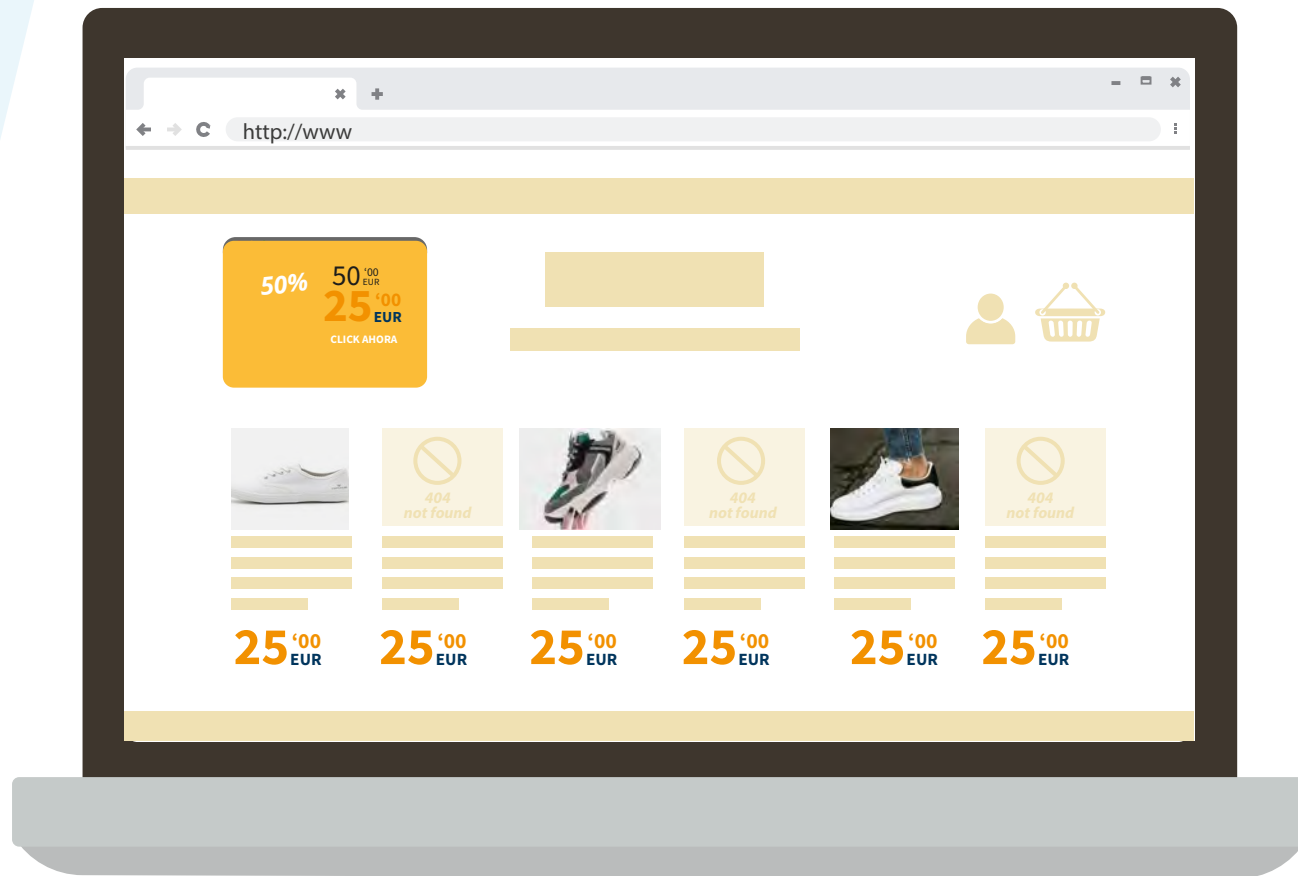 http://www
50%
50 '00
EUR
25 ‘00
EUR
CLICK AHORA
404
not found
404
not found
404
not found
25 ‘00
EUR
25 ‘00
EUR
25 ‘00
EUR
25 ‘00
EUR
25 ‘00
EUR
25 ‘00
EUR